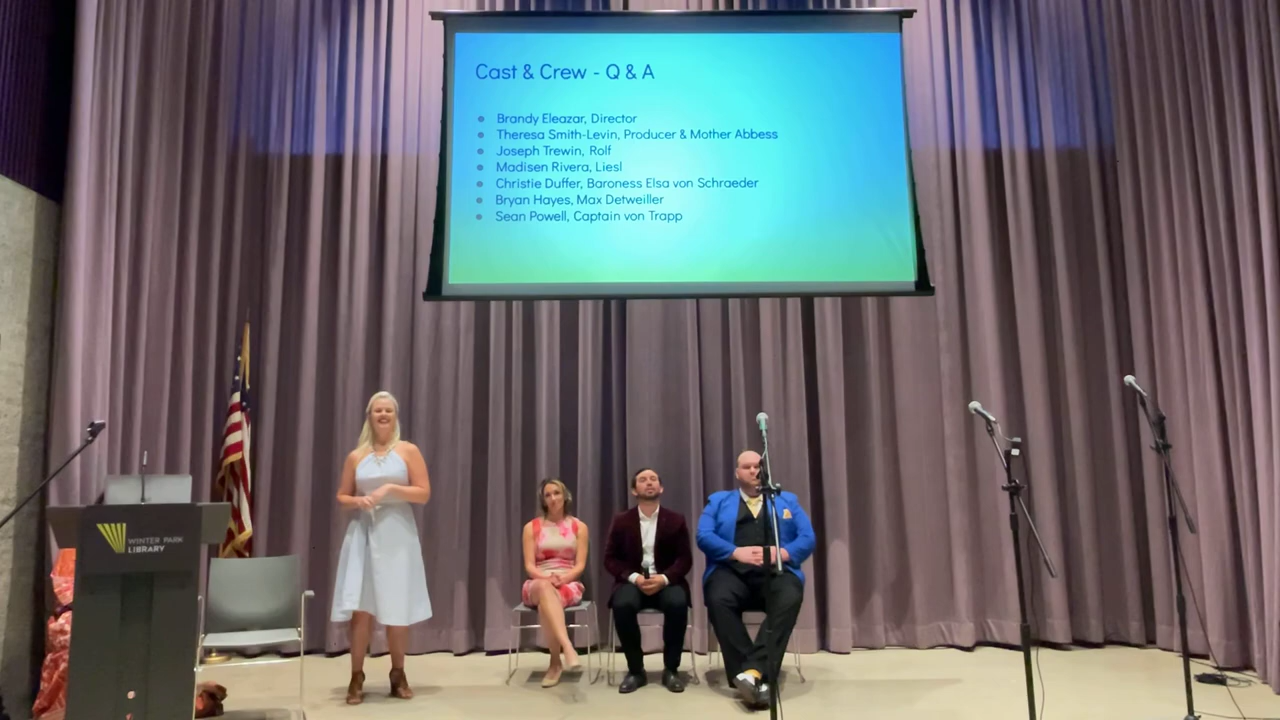 Cast & Crew - Q & A
Brandy Eleazar, Director
Theresa Smith-Levin, Producer & Mother Abbess
Joseph Trewin, Rolf
Madisen Rivera, Liesl
Christie Duffer, Baroness Elsa von Schraeder
Bryan Hayes, Max Detweiller
Sean Powell, Captain von Trapp
WINTER PARK
LIBRARY